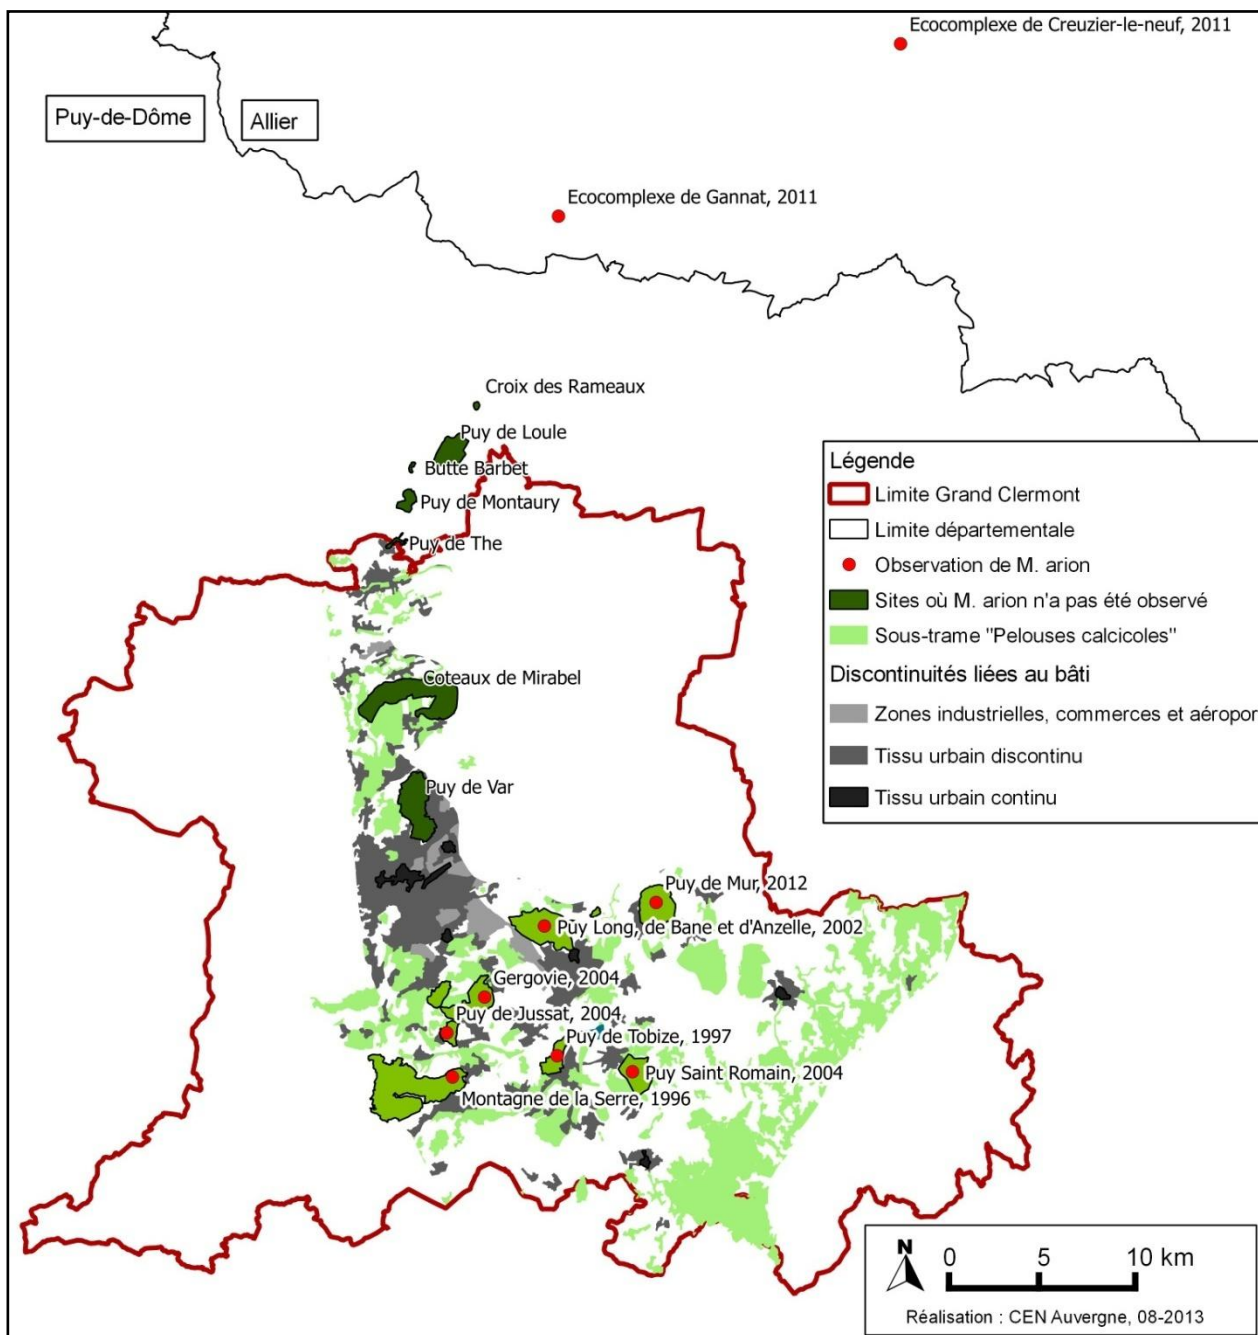 Ecocomplexe de Creuzier-le-neuf, 2011
Puy-de-Dôme
Allier
Ecocomplexe de Gannat, 2011
Croix des Rameaux
Puy de Loule
Butte Barbet
Puy de Montaury
Puy de The
Coteaux de Mirabel
Puy de Var
Puy de Mur, 2012
Puy Long, de Bane et d'Anzelle, 2002
Gergovie, 2004
Puy de Jussat, 2004
Puy de Tobize, 1997
Puy Saint Romain, 2004
Montagne de la Serre, 1996
Légende
Limite Grand Clermont
Limite départementale
Observation de M. arion
Sites où M. arion n'a pas été observé
Sous-trame "Pelouses calcicoles"
Discontinuités liées au bâti
Zones industrielles, commerces et aéropor
Tissu urbain discontinu
Tissu urbain continu
N
0 5 10 km
Réalisation : CEN Auvergne, 08-2013